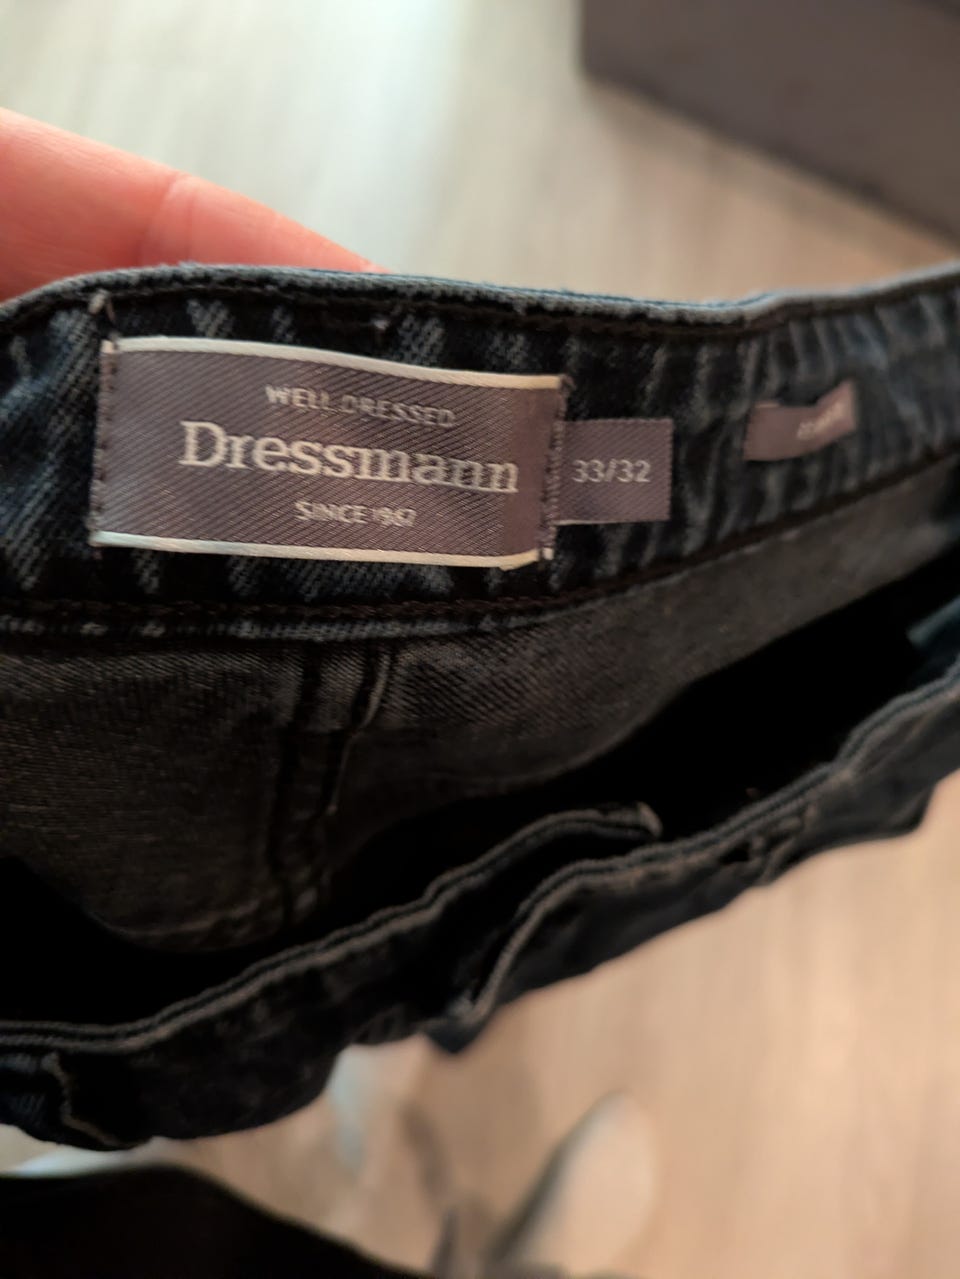 WELL DRESSED
Dressmann
SINCE 1967
33/32